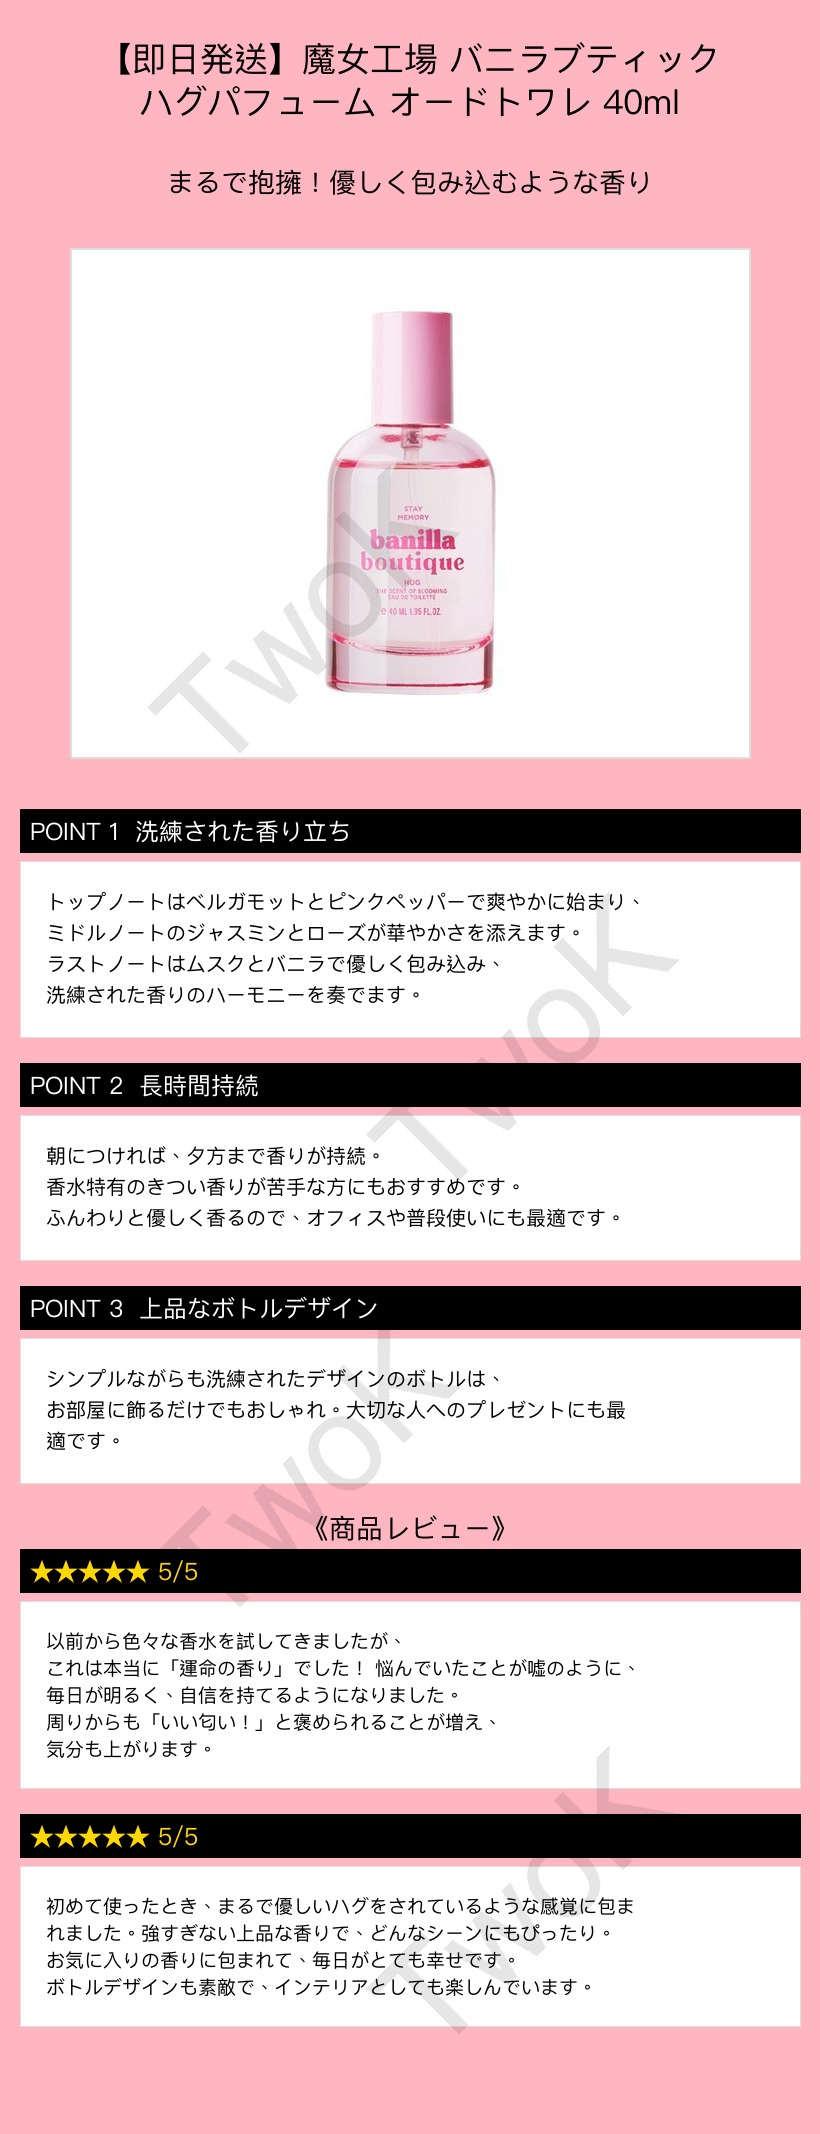 【即日発送】魔女工場 バニラブティック
ハグパフューム オードトワレ 40ml
まるで抱擁！優しく包み込むような香り
STAY
MEMORY
banilla
boutique
HUG
THE SCENT OF BLOOMING
EAU DE TOILETTE
e 40 ML 1.35 FL.OZ.
TwoK
POINT 1 洗練された香り立ち
トップノートはベルガモットとピンクペッパーで爽やかに始まり、
ミドルノートのジャスミンとローズが華やかさを添えます。
ラストノートはムスクとバニラで優しく包み込み、
洗練された香りのハーモニーを奏でます。
TwoK
POINT 2 長時間持続
朝につければ、夕方まで香りが持続。
香水特有のきつい香りが苦手な方にもおすすめです。
ふんわりと優しく香るので、オフィスや普段使いにも最適です。
POINT 3 上品なボトルデザイン
シンプルながらも洗練されたデザインのボトルは、
お部屋に飾るだけでもおしゃれ。大切な人へのプレゼントにも最
適です。
TwoK
《商品レビュー》
★★★★★ 5/5
以前から色々な香水を試してきましたが、
これは本当に「運命の香り」でした！ 悩んでいたことが嘘のように、
毎日が明るく、自信を持てるようになりました。
周りからも「いい匂い！」と褒められることが増え、
気分も上がります。
★★★★★ 5/5
初めて使ったとき、まるで優しいハグをされているような感覚に包ま
れました。強すぎない上品な香りで、どんなシーンにもぴったり。
お気に入りの香りに包まれて、毎日がとても幸せです。
ボトルデザインも素敵で、インテリアとしても楽しんでいます。
TwoK